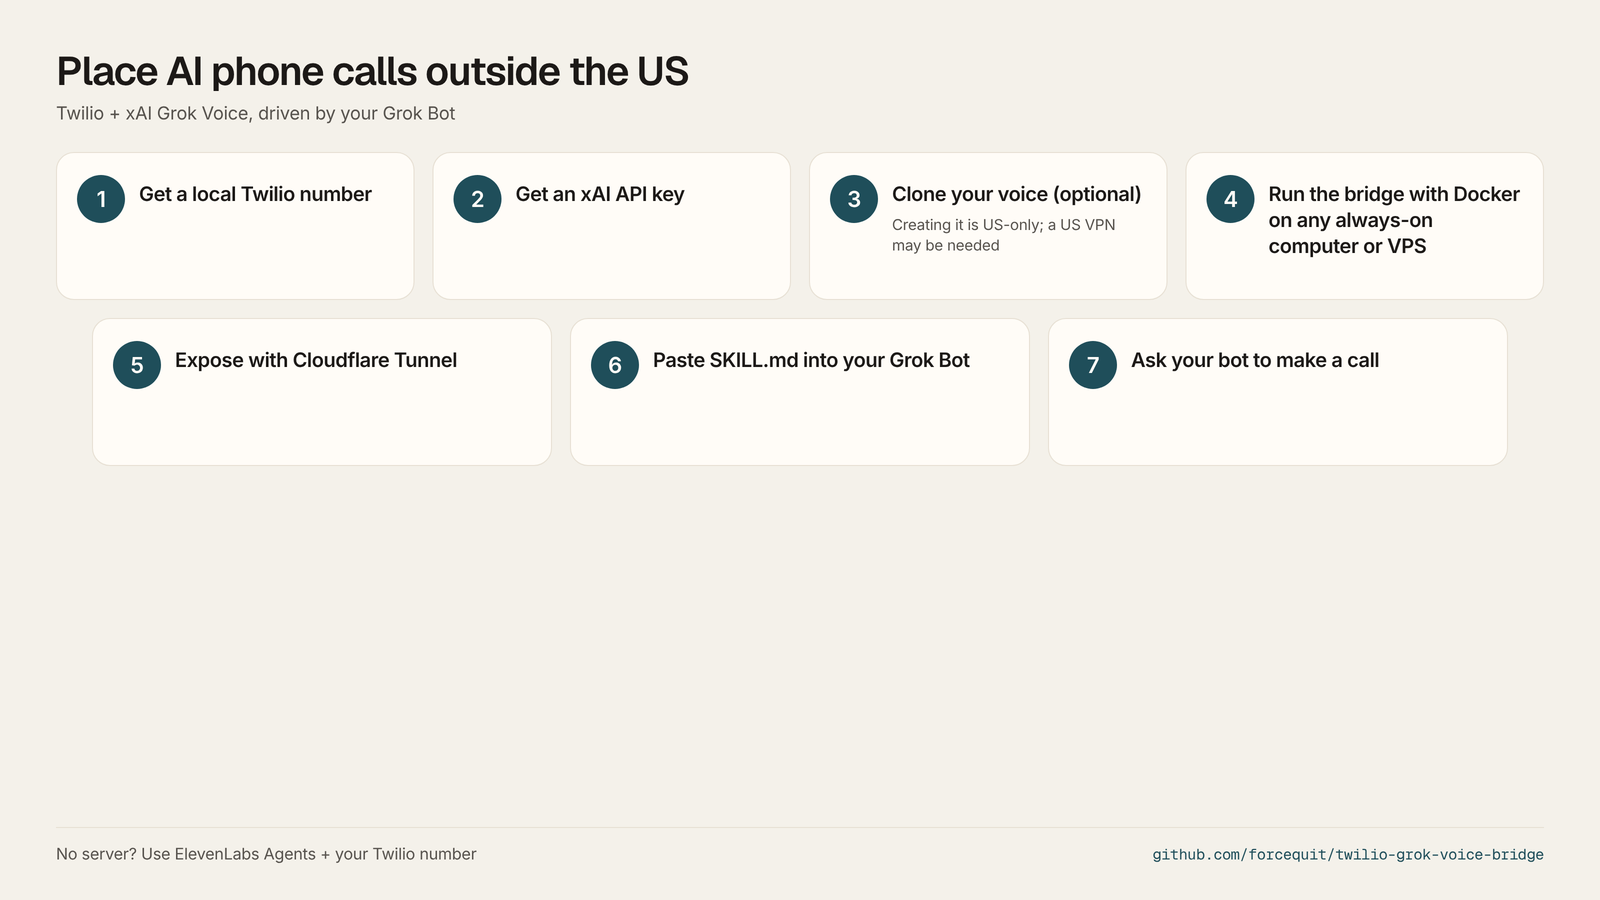 Place AI phone calls outside the US
Twilio + xAI Grok Voice, driven by your Grok Bot
1
Get a local Twilio number
2
Get an xAI API key
3
Clone your voice (optional)
Creating it is US-only; a US VPN
may be needed
4
Run the bridge with Docker
on any always-on
computer or VPS
5
Expose with Cloudflare Tunnel
6
Paste SKILL.md into your Grok Bot
7
Ask your bot to make a call
No server? Use ElevenLabs Agents + your Twilio number
github.com/forcequit/twilio-grok-voice-bridge